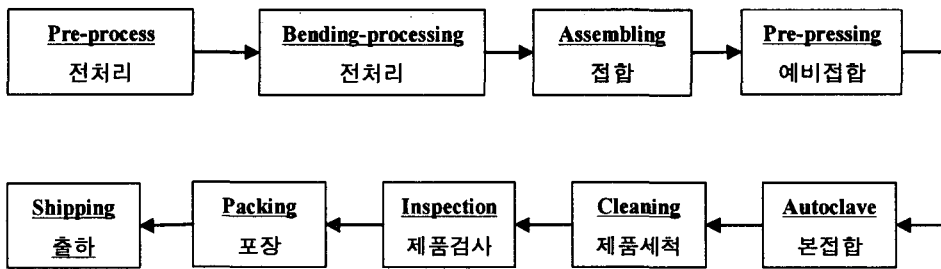 Pre-process
전처리
Bending-processing
전처리
Assembling
접합
Pre-pressing
예비접합
Shipping
출하
Packing
포장
Inspection
제품검사
Cleaning
제품세척
Autoclave
본접합